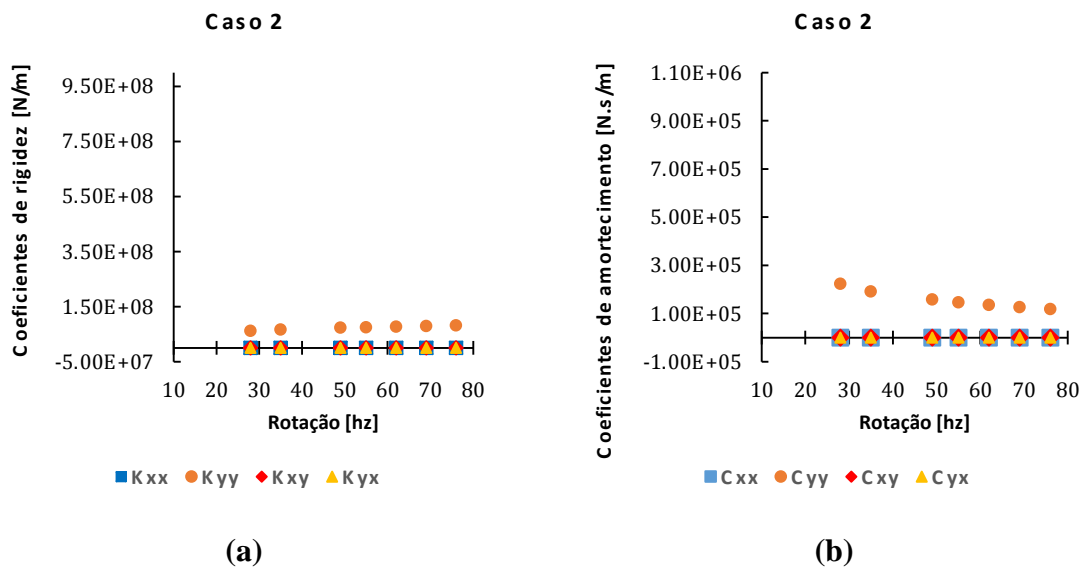 Caso 2
Coeficientes de rigidez [N/m]
9.50E+08
7.50E+08
5.50E+08
3.50E+08
1.50E+08
-5.00E+07
10 20 30 40 50 60 70 80
Rotação [hz]
Kxx Kyy Kxy Kyx
(a)
Caso 2
Coeficientes de amortecimento [N.s/m]
1.10E+06
9.00E+05
7.00E+05
5.00E+05
3.00E+05
1.00E+05
-1.00E+05
10 20 30 40 50 60 70 80
Rotação [hz]
Cxx Cyy Cxy Cyx
(b)